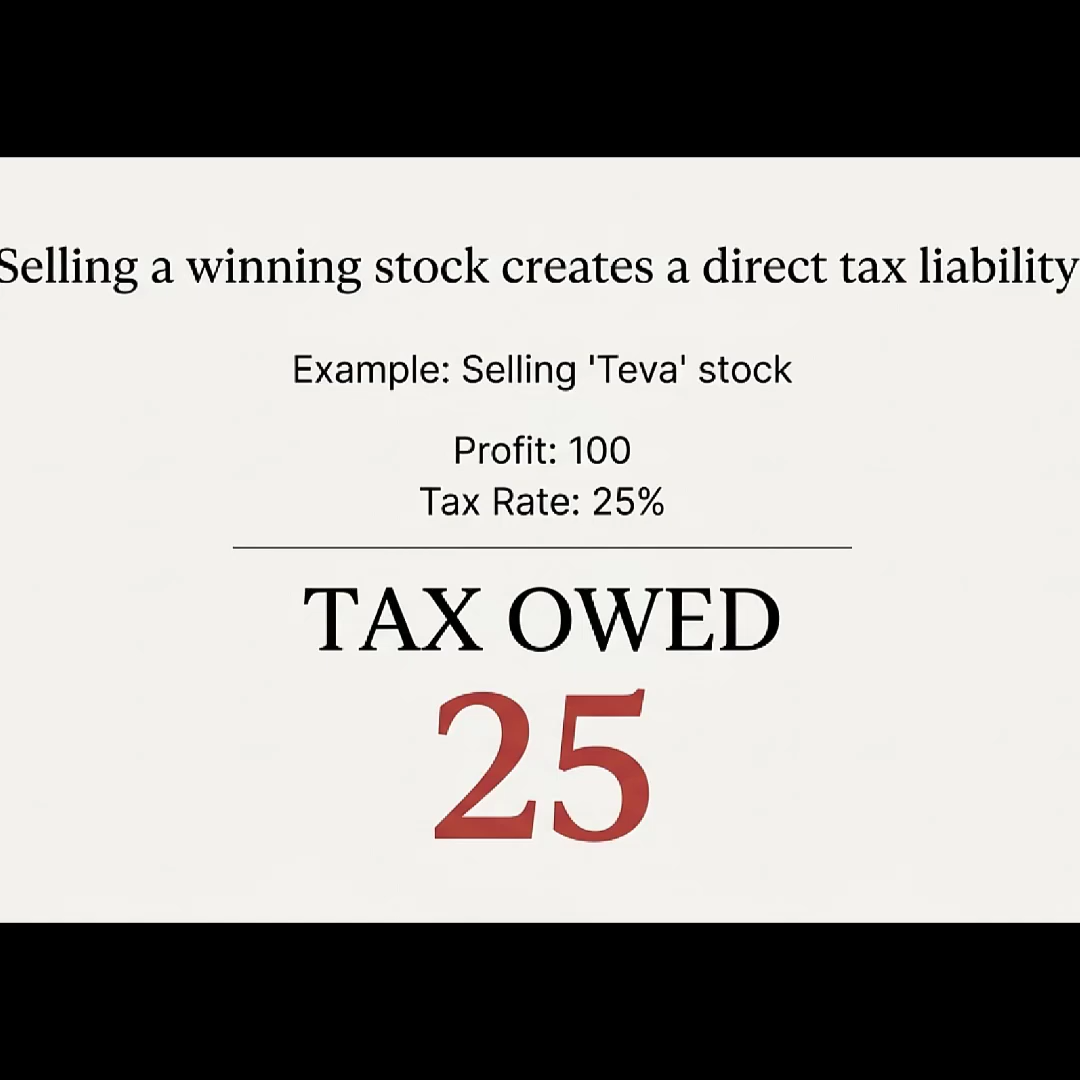 Selling a winning stock creates a direct tax liability
Example: Selling 'Teva' stock
Profit: 100
Tax Rate: 25%
TAX OWED
25